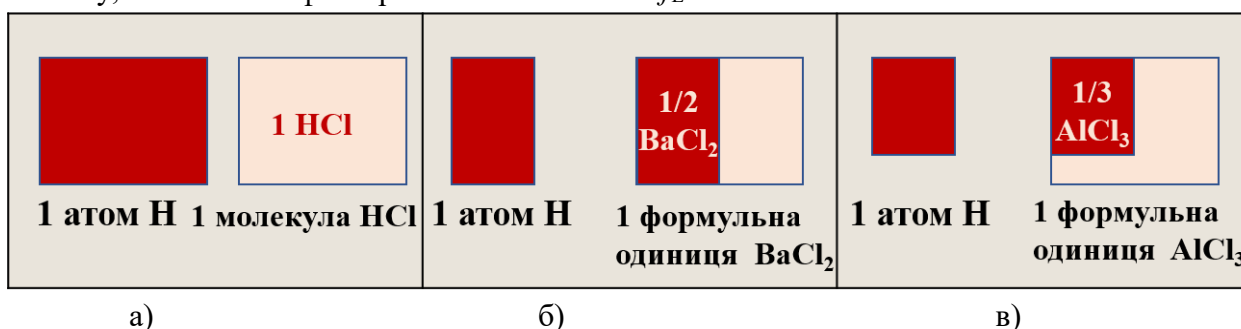 1 HCl
1 атом H
1 молекула HCl
1/2
BaCl₂
1 атом H
1 формульна
одиниця BaCl₂
1/3
AlCl₃
1 атом H
1 формульна
одиниця AlCl₃
а)
б)
в)